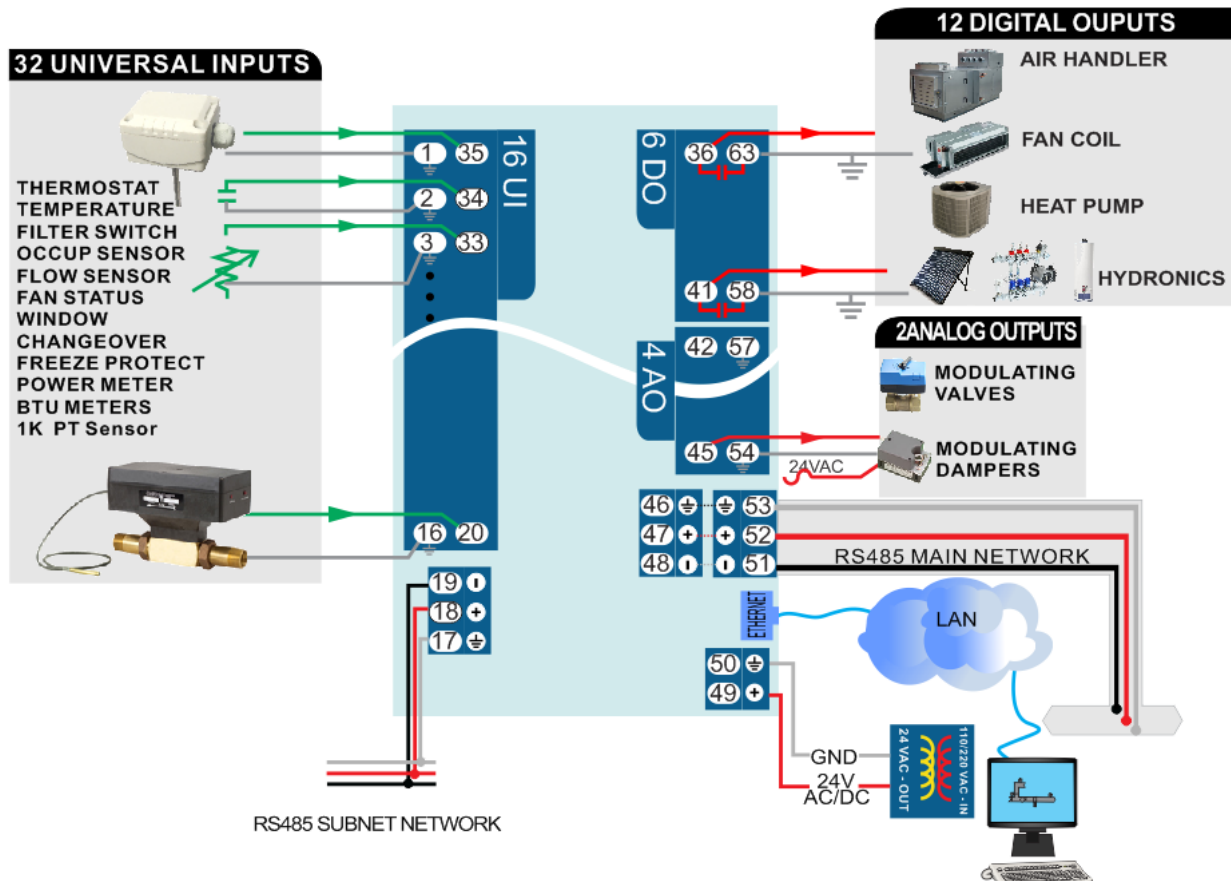 32 UNIVERSAL INPUTS
THERMOSTAT
TEMPERATURE
FILTER SWITCH
OCCUP SENSOR
FLOW SENSOR
FAN STATUS
WINDOW
CHANGEOVER
FREEZE PROTECT
POWER METER
BTU METERS
1K PT Sensor
16 UI
1 35
2 34
3 33
16 20
19
18 +
17
RS485 SUBNET NETWORK
6 DO
36 63
41 58
4 AO
42 57
45 54
24VAC
46 53
47 + + 52
48 51
ETHERNET
50
49 +
12 DIGITAL OUPUTS
AIR HANDLER
FAN COIL
HEAT PUMP
HYDRONICS
2ANALOG OUTPUTS
MODULATING
VALVES
MODULATING
DAMPERS
RS485 MAIN NETWORK
LAN
GND
24V
AC/DC
110/220 VAC - IN
24 VAC - OUT